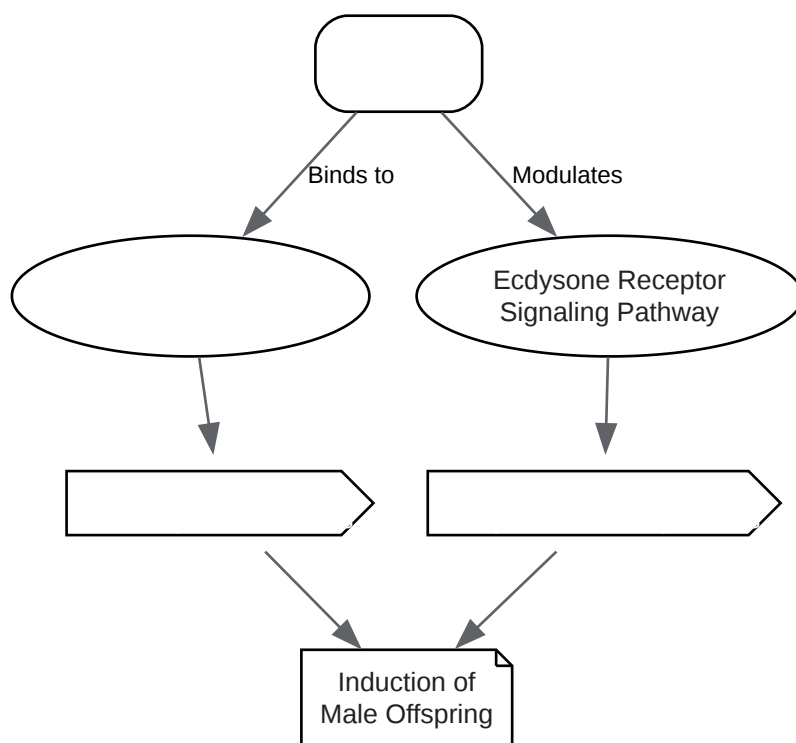 Binds to
Modulates
Ecdysone Receptor
Signaling Pathway
Induction of
Male Offspring